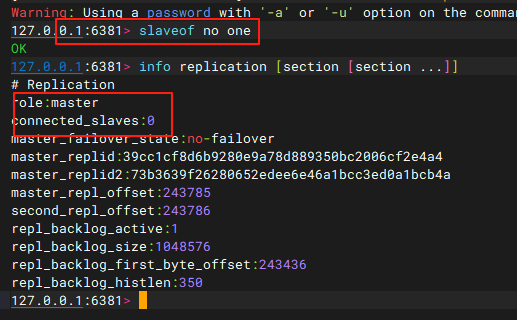 Warning: Using a password with '-a' or '-u' option on the comma
127.0.0.1:6381> slaveof no one
OK
127.0.0.1:6381> info replication [section [section ...]]
# Replication
role:master
connected_slaves:0
master_failover_state:no-failover
master_replid:39cc1cf8d6b9280e9a78d889350bc2006cf2e4a4
master_replid2:73b3639f26280652edee6e46a1bcc3ed0a1bcb4a
master_repl_offset:243785
second_repl_offset:243786
repl_backlog_active:1
repl_backlog_size:1048576
repl_backlog_first_byte_offset:243436
repl_backlog_histlen:350
127.0.0.1:6381>